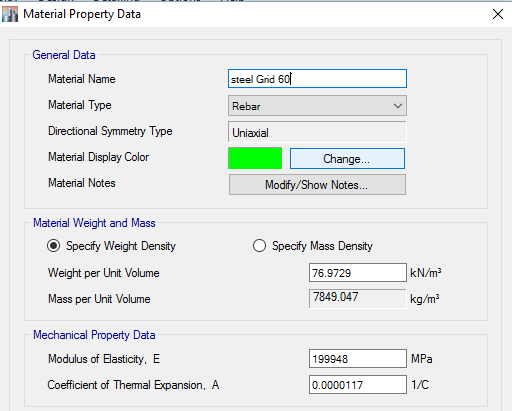 Material Property Data
General Data
Material Name steel Grid 60
Material Type Rebar
Directional Symmetry Type Uniaxial
Material Display Color Change...
Material Notes Modify/Show Notes...
Material Weight and Mass
Specify Weight Density Specify Mass Density
Weight per Unit Volume 76.9729 kN/m³
Mass per Unit Volume 7849.047 kg/m³
Mechanical Property Data
Modulus of Elasticity, E 199948 MPa
Coefficient of Thermal Expansion, A 0.0000117 1/C